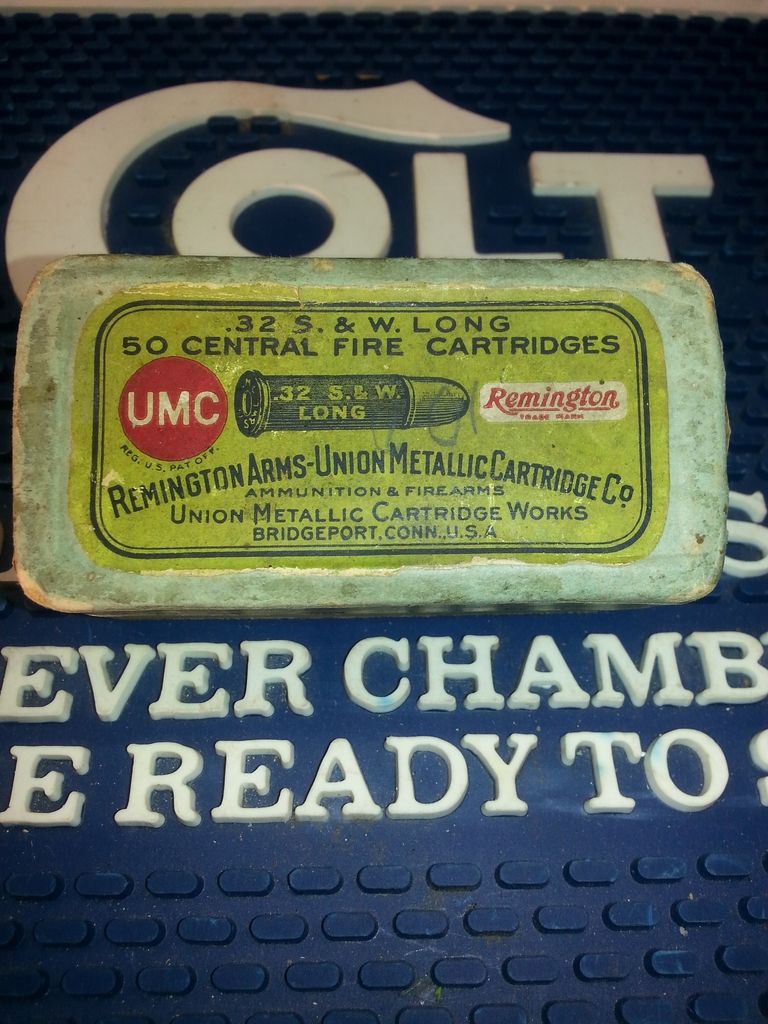 COLT
.32 S. & W. LONG
50 CENTRAL FIRE CARTRIDGES
UMC
REG. U.S. PAT. OFF.
.32 S. & W.
LONG
Remington
TRADE MARK
REMINGTON ARMS-UNION METALLIC CARTRIDGE CO
AMMUNITION & FIREARMS
UNION METALLIC CARTRIDGE WORKS
BRIDGEPORT, CONN., U.S.A
S
EVER CHAMB
E READY TO S